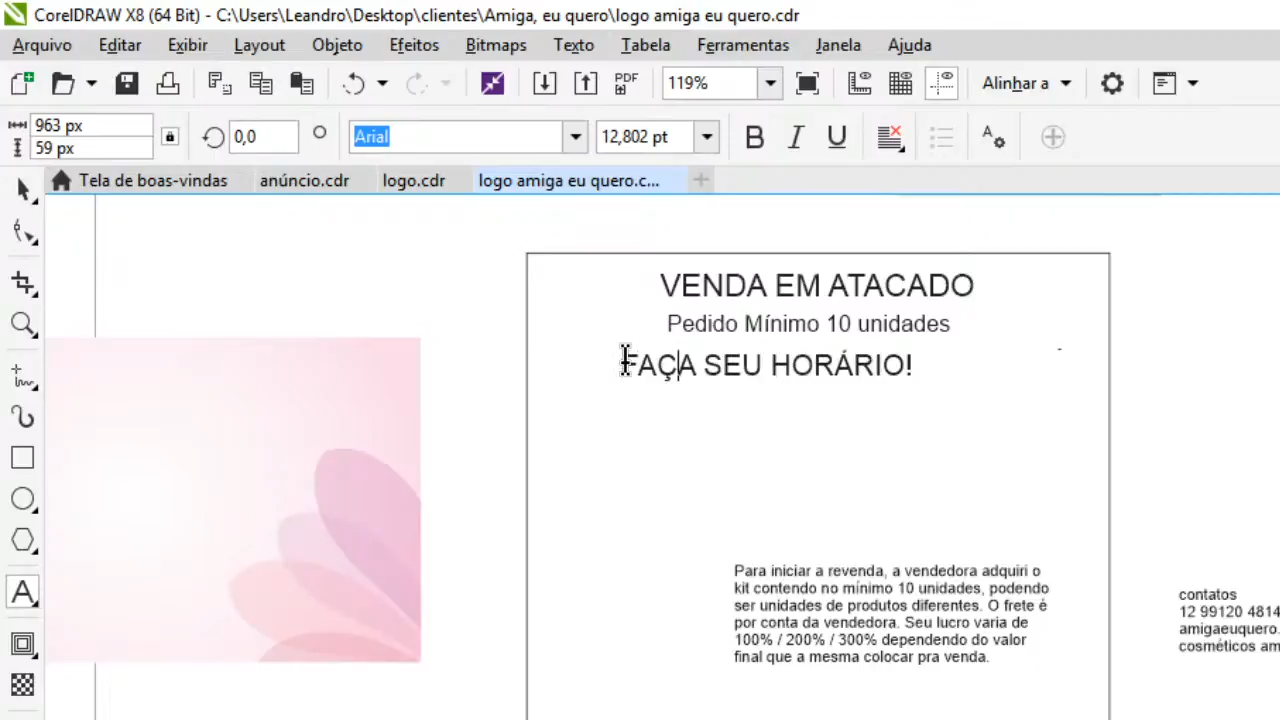 CorelDRAW X8 (64 Bit) - C:\Users\Leandro\Desktop\clientes\Amiga, eu quero\logo amiga eu quero.cdr
Arquivo Editar Exibir Layout Objeto Efeitos Bitmaps Texto Tabela Ferramentas Janela Ajuda
PDF 119% Alinhar a
963 px
59 px
0,0 Arial 12,802 pt B I U
Tela de boas-vindas anúncio.cdr logo.cdr logo amiga eu quero.c...
VENDA EM ATACADO
Pedido Mínimo 10 unidades
FAÇA SEU HORÁRIO!
Para iniciar a revenda, a vendedora adquiri o
kit contendo no mínimo 10 unidades, podendo
ser unidades de produtos diferentes. O frete é
por conta da vendedora. Seu lucro varia de
100% / 200% / 300% dependendo do valor
final que a mesma colocar pra venda.
contatos
12 99120 4814
amigaeuquero.
cosméticos am